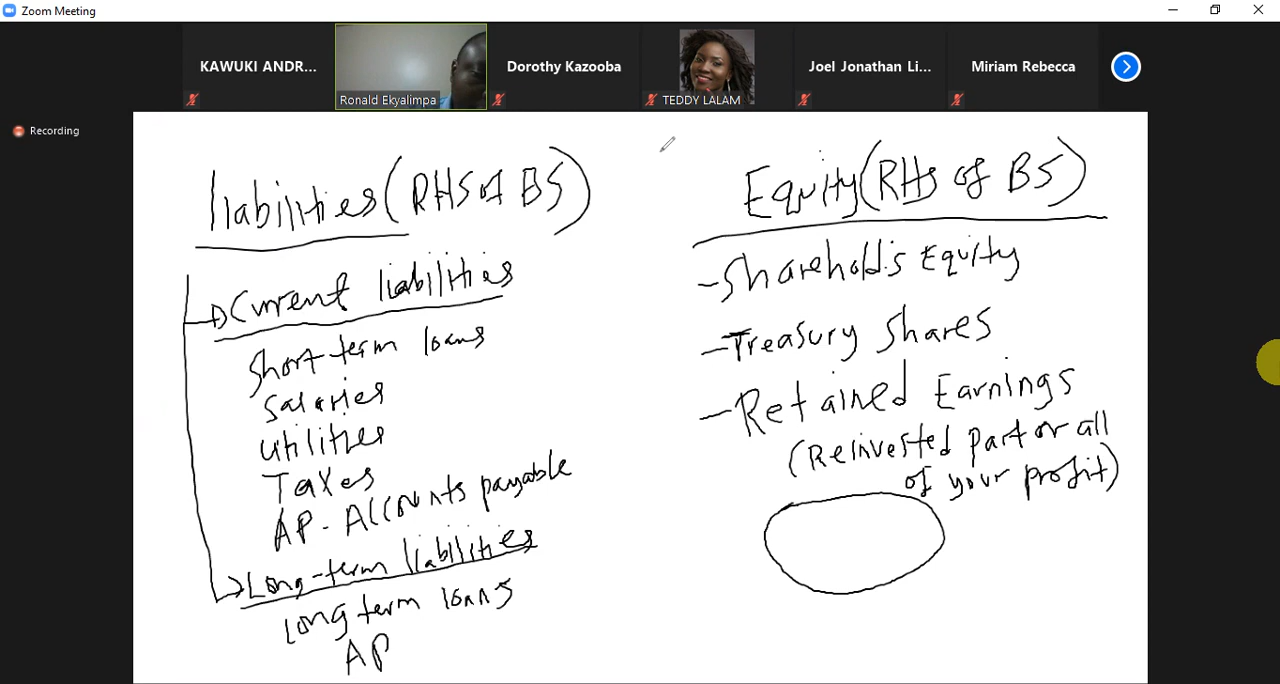 Zoom Meeting
KAWUKI ANDR...
Ronald Ekyalimpa
Dorothy Kazooba
TEDDY LALAM
Joel Jonathan Li...
Miriam Rebecca
Recording
liabilities (RHS of BS)
Current liabilities
Short-term loans
Salaries
Utilities
Taxes
AP - Accounts payable
Long-term liabilities
Long term loans
AP
Equity (RHS of BS)
- Sharehold's Equity
- Treasury Shares
- Retained Earnings
(Reinvested part or all
of your profit)